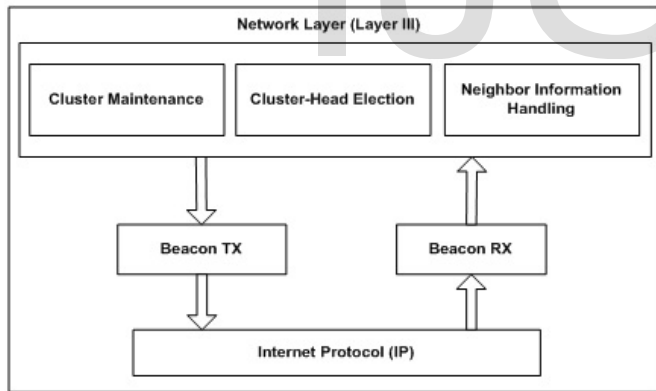 Network Layer (Layer III)
Cluster Maintenance
Cluster-Head Election
Neighbor Information
Handling
Beacon TX
Beacon RX
Internet Protocol (IP)